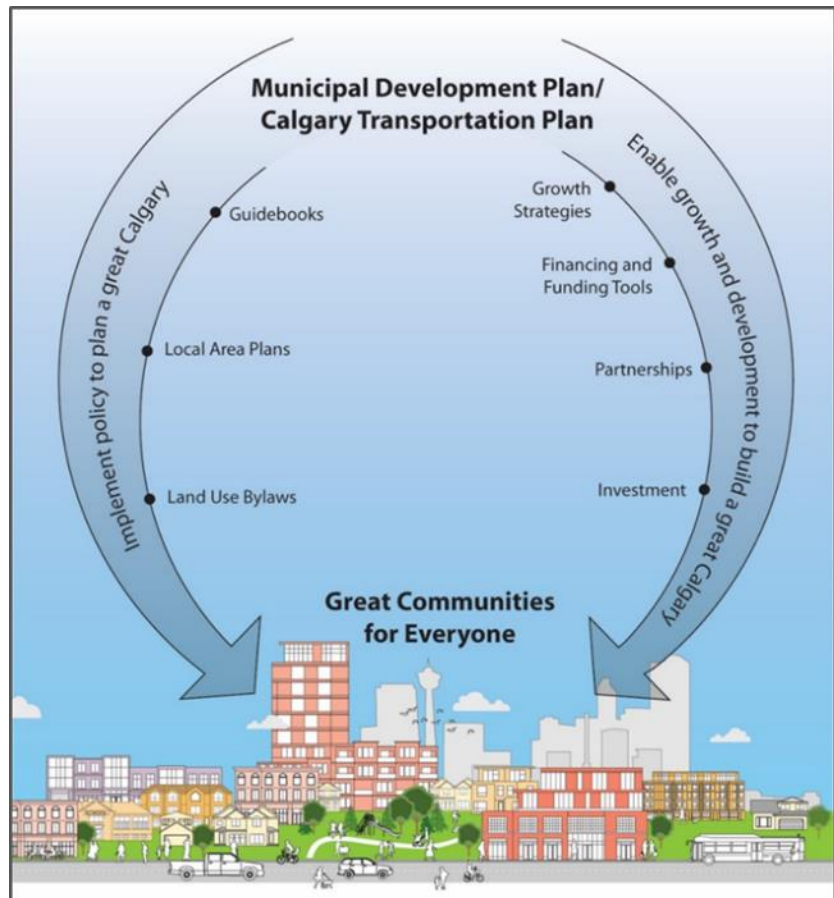 Municipal Development Plan/
Calgary Transportation Plan
Implement policy to plan a great Calgary
Guidebooks
Local Area Plans
Land Use Bylaws
Enable growth and development to build a great Calgary
Growth
Strategies
Financing and
Funding Tools
Partnerships
Investment
Great Communities
for Everyone